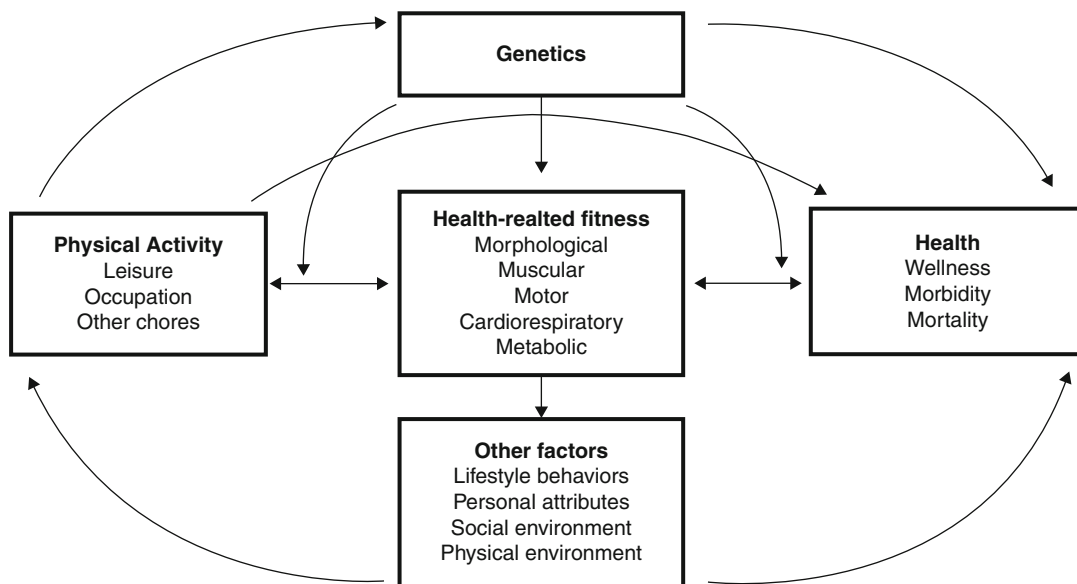 Genetics
Physical Activity
Leisure
Occupation
Other chores
Health-realted fitness
Morphological
Muscular
Motor
Cardiorespiratory
Metabolic
Health
Wellness
Morbidity
Mortality
Other factors
Lifestyle behaviors
Personal attributes
Social environment
Physical environment